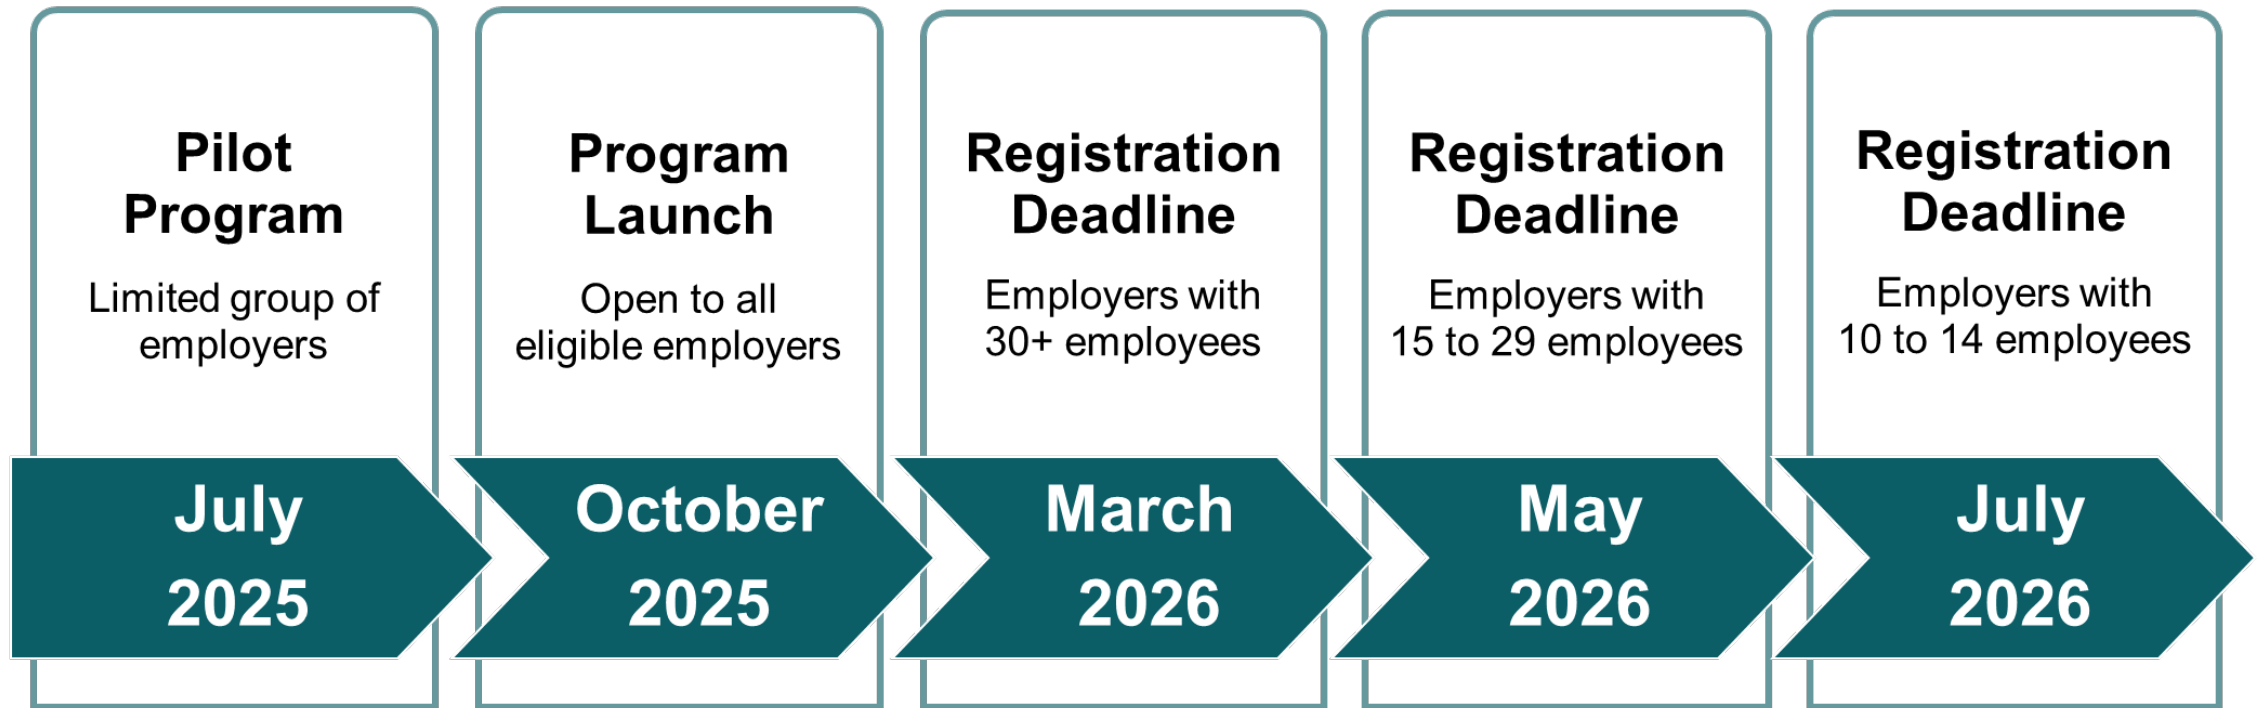 Pilot
Program
Limited group of
employers
July
2025
Program
Launch
Open to all
eligible employers
October
2025
Registration
Deadline
Employers with
30+ employees
March
2026
Registration
Deadline
Employers with
15 to 29 employees
May
2026
Registration
Deadline
Employers with
10 to 14 employees
July
2026